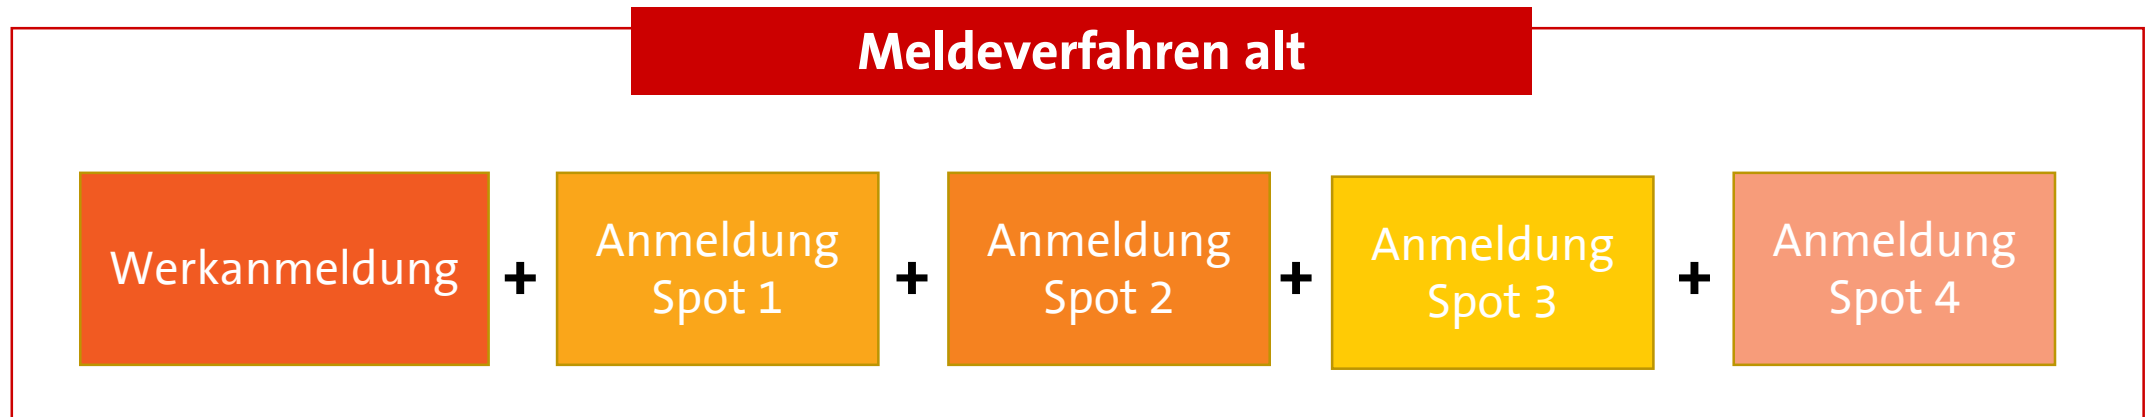 Meldeverfahren alt
Werkanmeldung
+
Anmeldung
Spot 1
+
Anmeldung
Spot 2
+
Anmeldung
Spot 3
+
Anmeldung
Spot 4